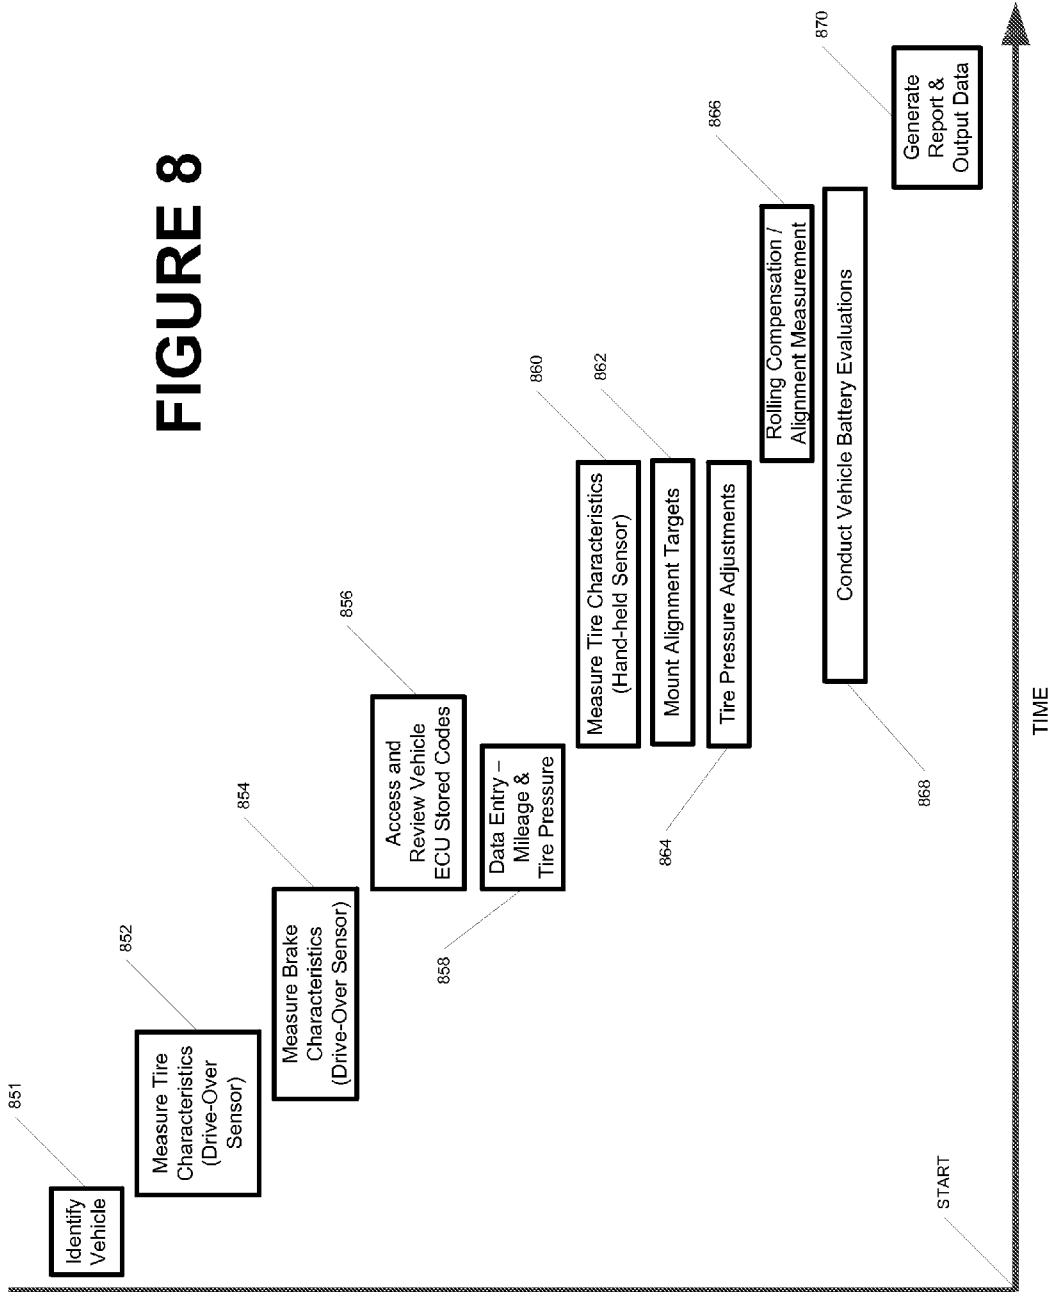 FIGURE 8
851
Identify
Vehicle
852
Measure Tire
Characteristics
(Drive-Over
Sensor)
854
Measure Brake
Characteristics
(Drive-Over Sensor)
856
Access and
Review Vehicle
ECU Stored Codes
858
Data Entry –
Mileage &
Tire Pressure
860
Measure Tire Characteristics
(Hand-held Sensor)
862
Mount Alignment Targets
864
Tire Pressure Adjustments
866
Rolling Compensation /
Alignment Measurement
868
Conduct Vehicle Battery Evaluations
870
Generate
Report &
Output Data
START
TIME